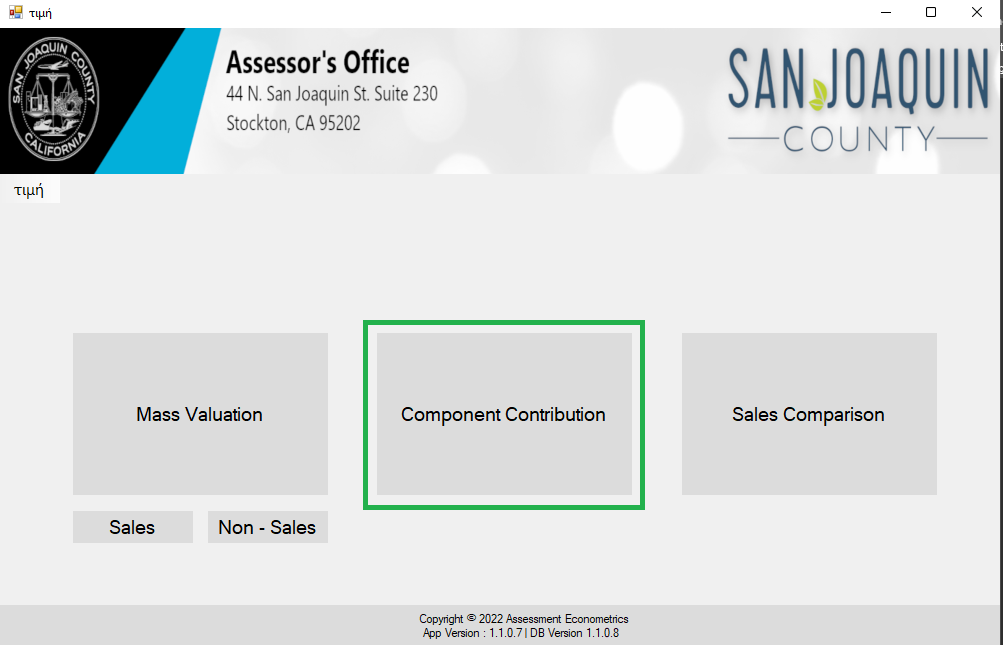 τιμή
SAN JOAQUIN COUNTY
CALIFORNIA
Assessor's Office
44 N. San Joaquin St. Suite 230
Stockton, CA 95202
SAN JOAQUIN
COUNTY
τιμή
Mass Valuation
Component Contribution
Sales Comparison
Sales
Non - Sales
Copyright © 2022 Assessment Econometrics
App Version : 1.1.0.7 | DB Version 1.1.0.8